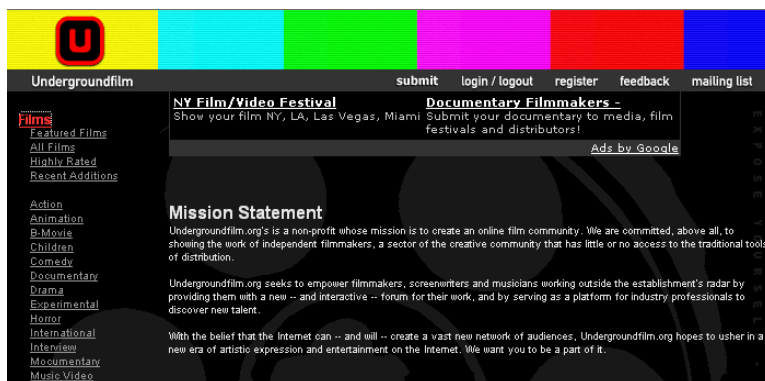 U
Undergroundfilm
submit login / logout register feedback mailing list
NY Film/Video Festival
Show your film NY, LA, Las Vegas, Miami
Documentary Filmmakers -
Submit your documentary to media, film
festivals and distributors!
Ads by Google
Films
Featured Films
All Films
Highly Rated
Recent Additions
Action
Animation
B-Movie
Children
Comedy
Documentary
Drama
Experimental
Horror
International
Interview
Mocumentary
Music Video
Mission Statement
Undergroundfilm.org's is a non-profit whose mission is to create an online film community. We are committed, above all, to
showing the work of independent filmmakers, a sector of the creative community that has little or no access to the traditional tools
of distribution.
Undergroundfilm.org seeks to empower filmmakers, screenwriters and musicians working outside the establishment's radar by
providing them with a new -- and interactive -- forum for their work, and by serving as a platform for industry professionals to
discover new talent.
With the belief that the Internet can -- and will -- create a vast new network of audiences, Undergroundfilm.org hopes to usher in a
new era of artistic expression and entertainment on the Internet. We want you to be a part of it.
EXPOSE YOURSEL